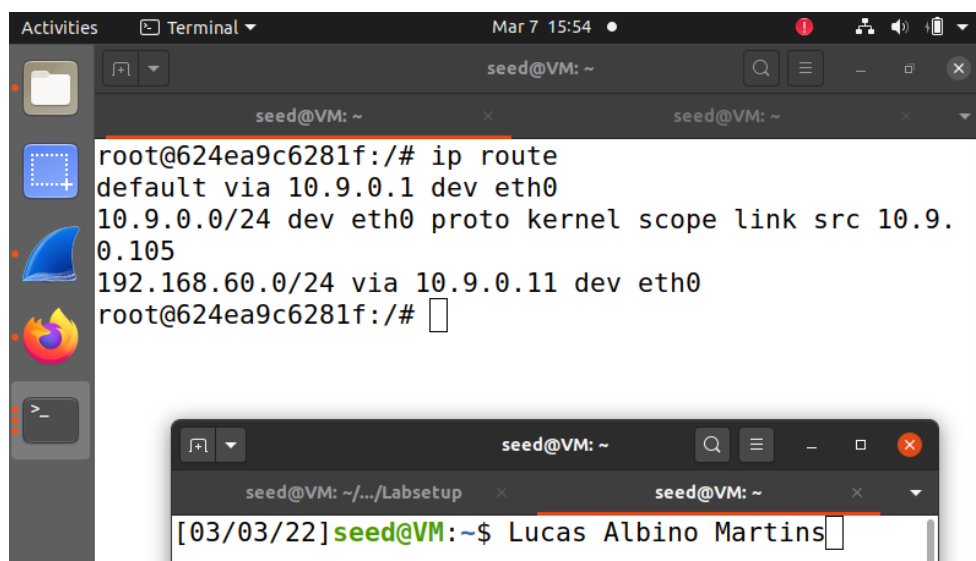 Activities Terminal Mar 7 15:54
seed@VM: ~
seed@VM: ~ seed@VM: ~
root@624ea9c6281f:/# ip route
default via 10.9.0.1 dev eth0
10.9.0.0/24 dev eth0 proto kernel scope link src 10.9.
0.105
192.168.60.0/24 via 10.9.0.11 dev eth0
root@624ea9c6281f:/#
seed@VM: ~
seed@VM: ~/.../Labsetup seed@VM: ~
[03/03/22]seed@VM:~$ Lucas Albino Martins